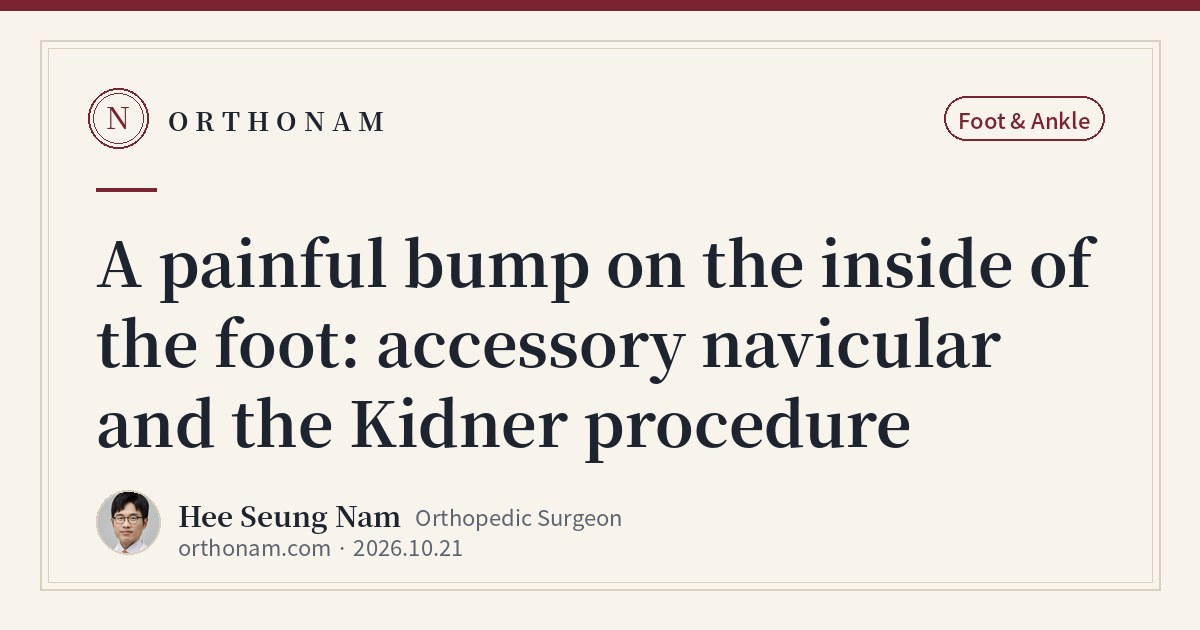 N
ORTHONAM
Foot & Ankle
A painful bump on the inside of
the foot: accessory navicular
and the Kidner procedure
Hee Seung Nam Orthopedic Surgeon
orthonam.com · 2026.10.21